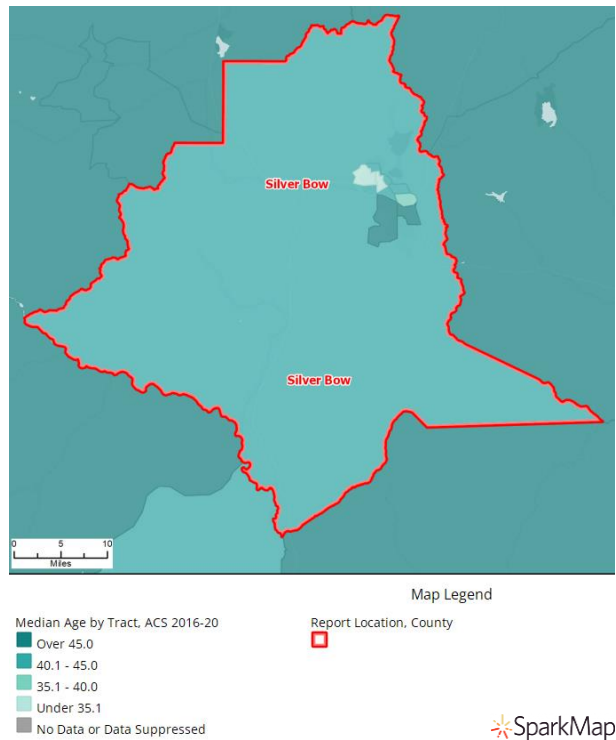 Silver Bow
Silver Bow
0 5 10
Miles
Map Legend
Median Age by Tract, ACS 2016-20
Over 45.0
40.1 - 45.0
35.1 - 40.0
Under 35.1
No Data or Data Suppressed
Report Location, County
SparkMap